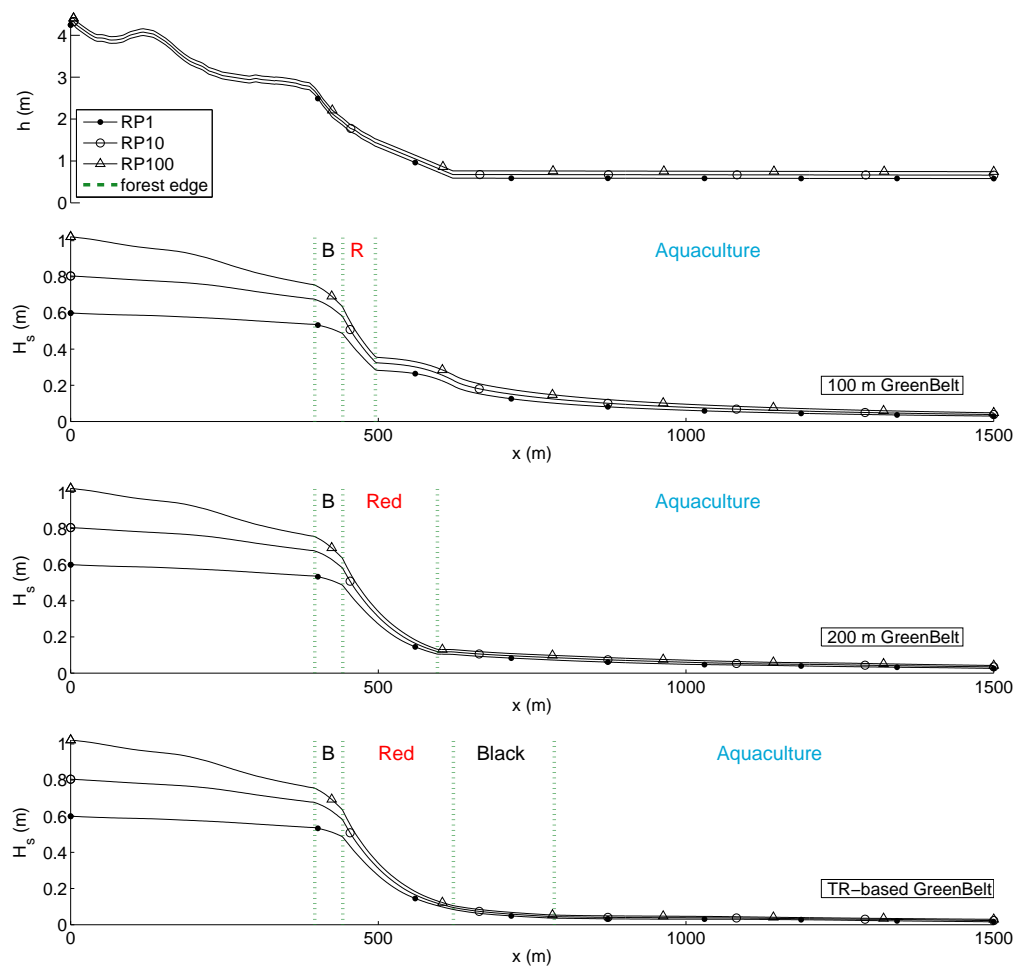 4
3
2
1
0
h (m)
RP1
RP10
RP100
forest edge
1
0.8
0.6
0.4
0.2
0
H_s (m)
B
R
Aquaculture
100 m GreenBelt
0
500
1000
1500
x (m)
1
0.8
0.6
0.4
0.2
0
H_s (m)
B
Red
Aquaculture
200 m GreenBelt
0
500
1000
1500
x (m)
1
0.8
0.6
0.4
0.2
0
H_s (m)
B
Red
Black
Aquaculture
TR−based GreenBelt
0
500
1000
1500
x (m)